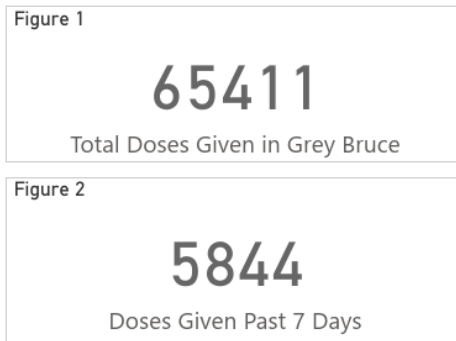 Figure 1
65411
Total Doses Given in Grey Bruce
Figure 2
5844
Doses Given Past 7 Days